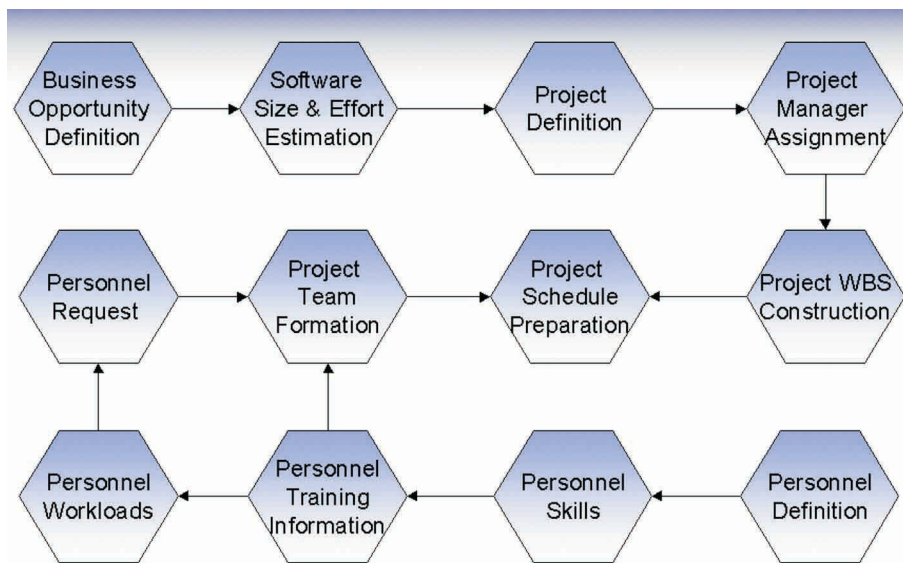 Business
Opportunity
Definition
Software
Size & Effort
Estimation
Project
Definition
Project
Manager
Assignment
Personnel
Request
Project
Team
Formation
Project
Schedule
Preparation
Project WBS
Construction
Personnel
Workloads
Personnel
Training
Information
Personnel
Skills
Personnel
Definition